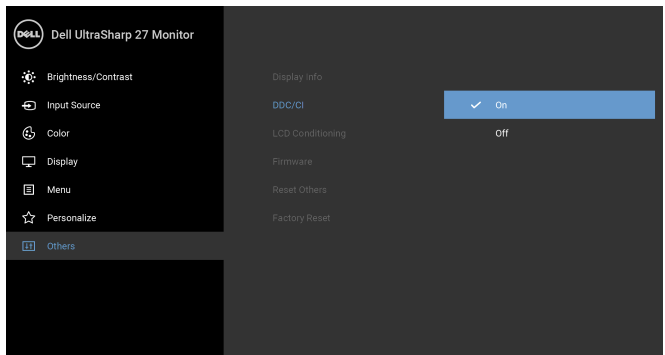 DELL Dell UltraSharp 27 Monitor
Brightness/Contrast
Input Source
Color
Display
Menu
Personalize
Others
Display Info
DDC/CI
LCD Conditioning
Firmware
Reset Others
Factory Reset
On
Off